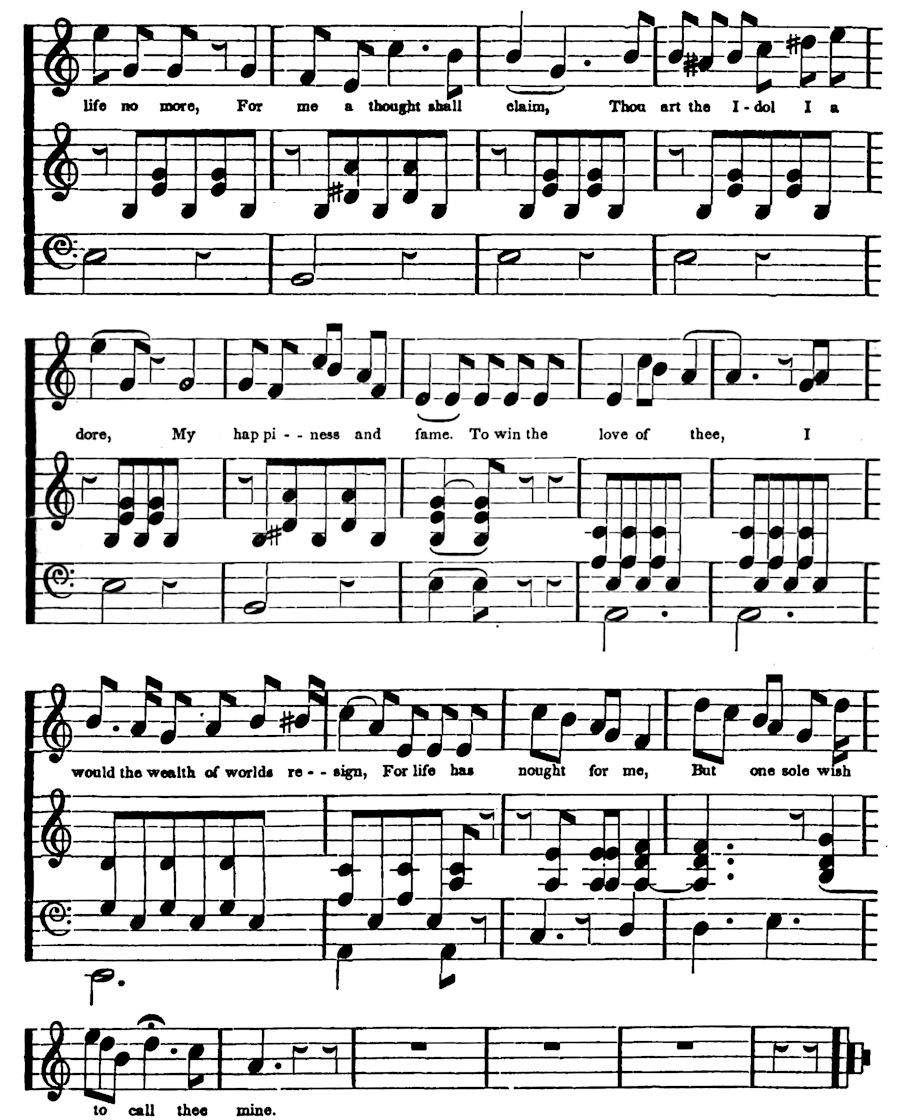 life no more, For me a thought shall claim, Thou art the I-dol I a
dore, My hap pi - - ness and fame. To win the love of thee, I
would the wealth of worlds re - - sign, For life has nought for me, But one sole wish
to call thee mine.